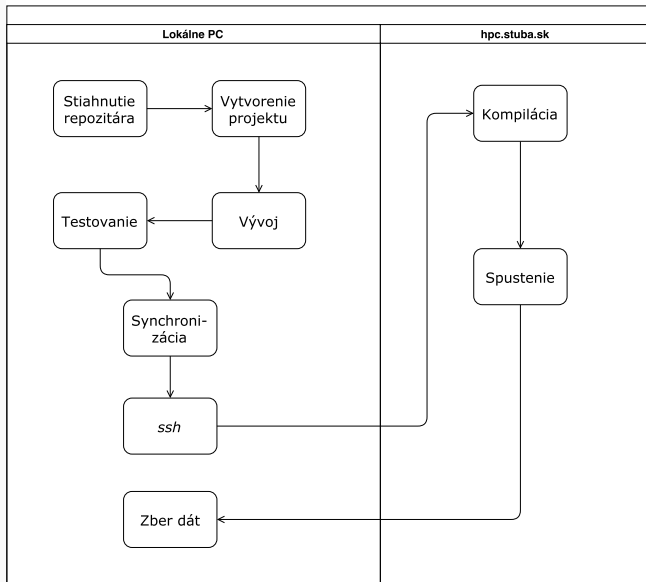 Lokálne PC
hpc.stuba.sk
Stiahnutie
repozitára
Vytvorenie
projektu
Kompilácia
Testovanie
Vývoj
Spustenie
Synchroni-
zácia
ssh
Zber dát